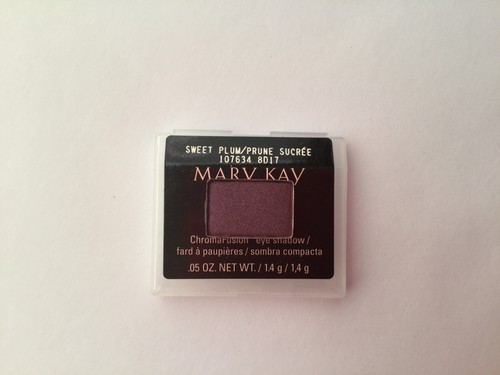 SWEET PLUM/PRUNE SUCRÉE
107634 8D17
MARY KAY
ChromaFusion™ eye shadow /
fard à paupières / sombra compacta
.05 OZ. NET WT. / 1.4 g / 1,4 g